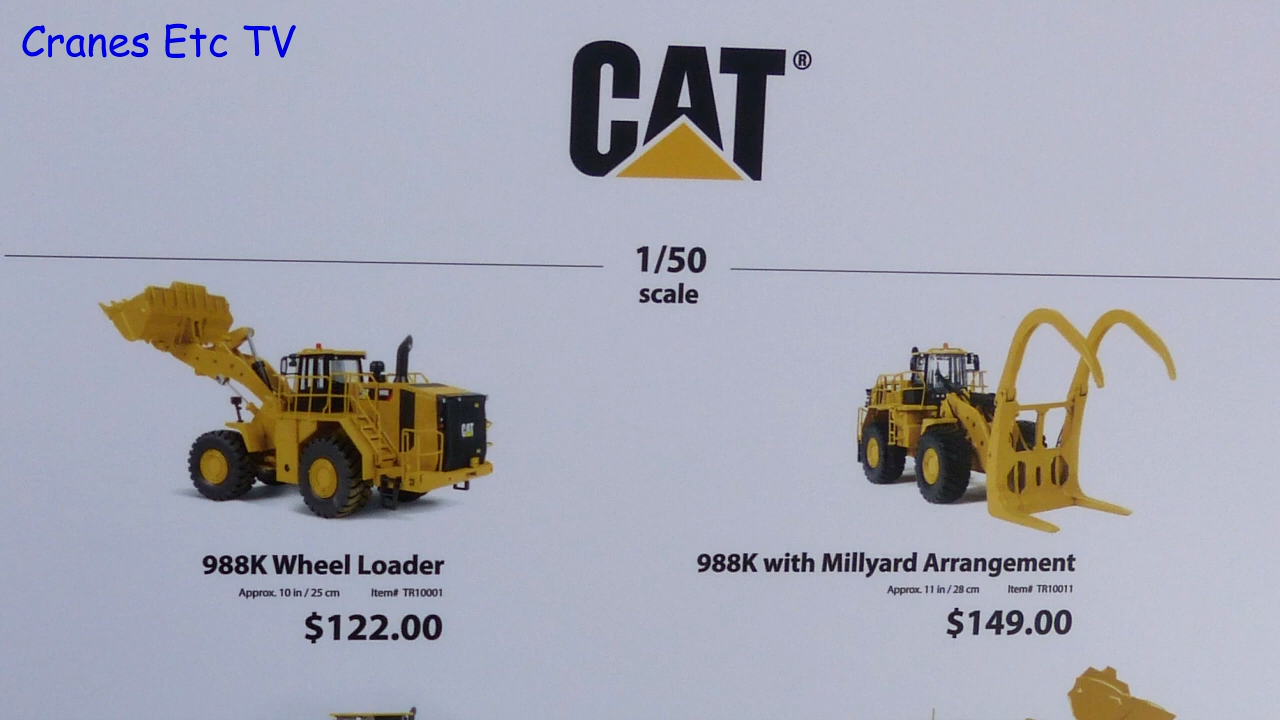 Cranes Etc TV
CAT®
1/50
scale
CAT
988K Wheel Loader
Approx. 10 in / 25 cm Item# TR10001
$122.00
988K with Millyard Arrangement
Approx. 11 in / 28 cm Item# TR10011
$149.00